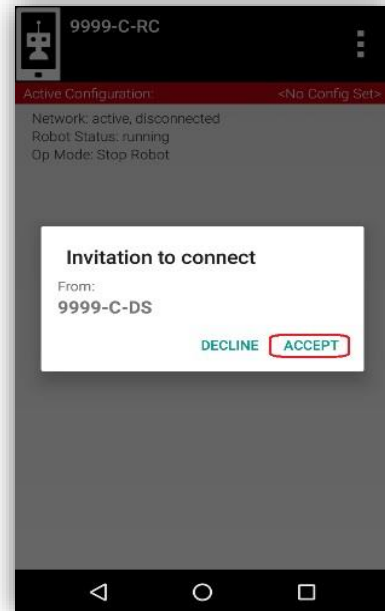 9999-C-RC
Active Configuration: <No Config Set>
Network: active, disconnected
Robot Status: running
Op Mode: Stop Robot
Invitation to connect
From:
9999-C-DS
DECLINE ACCEPT